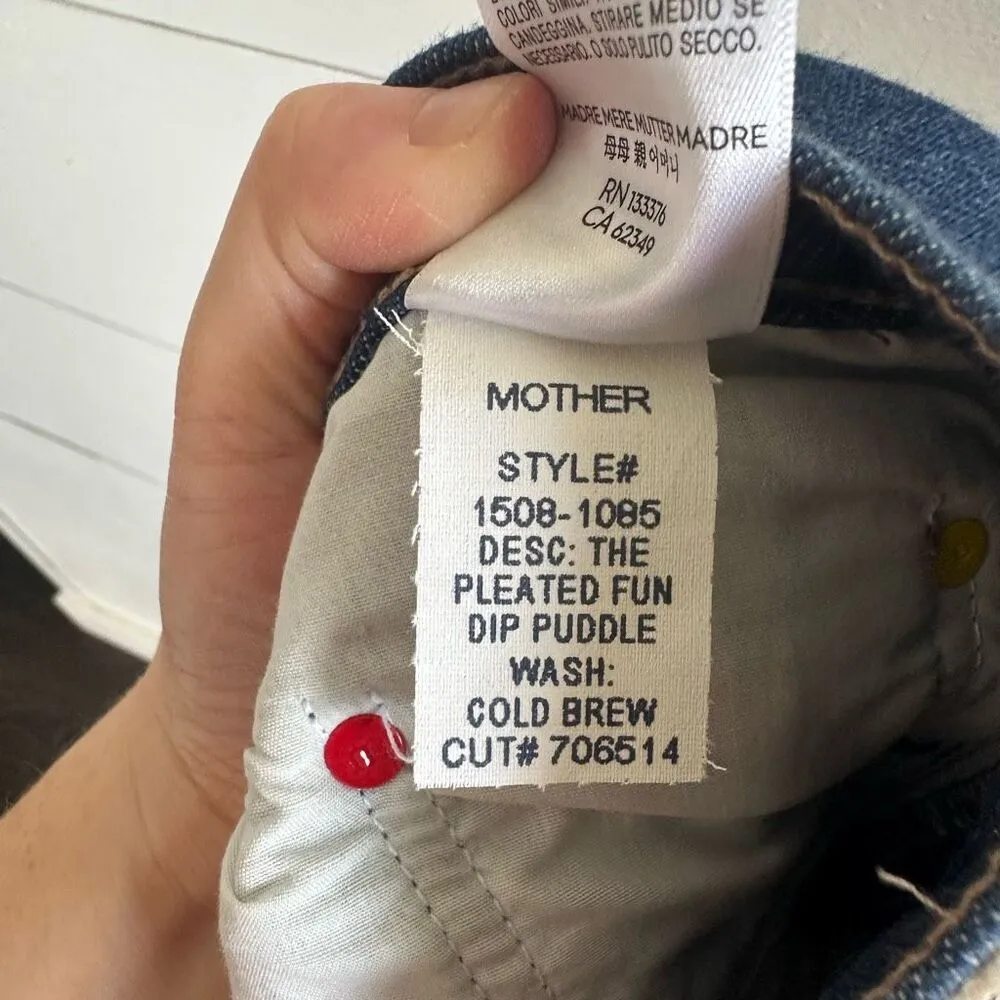 COLORI SIMILI.
CANDEGGINA. STIRARE MEDIO SE
NECESSARIO. O SOLO PULITO SECCO.
MADRE MERE MUTTER MADRE
母母 親 어머니
RN 133376
CA 62349
MOTHER
STYLE#
1508-1085
DESC: THE
PLEATED FUN
DIP PUDDLE
WASH:
COLD BREW
CUT# 706514